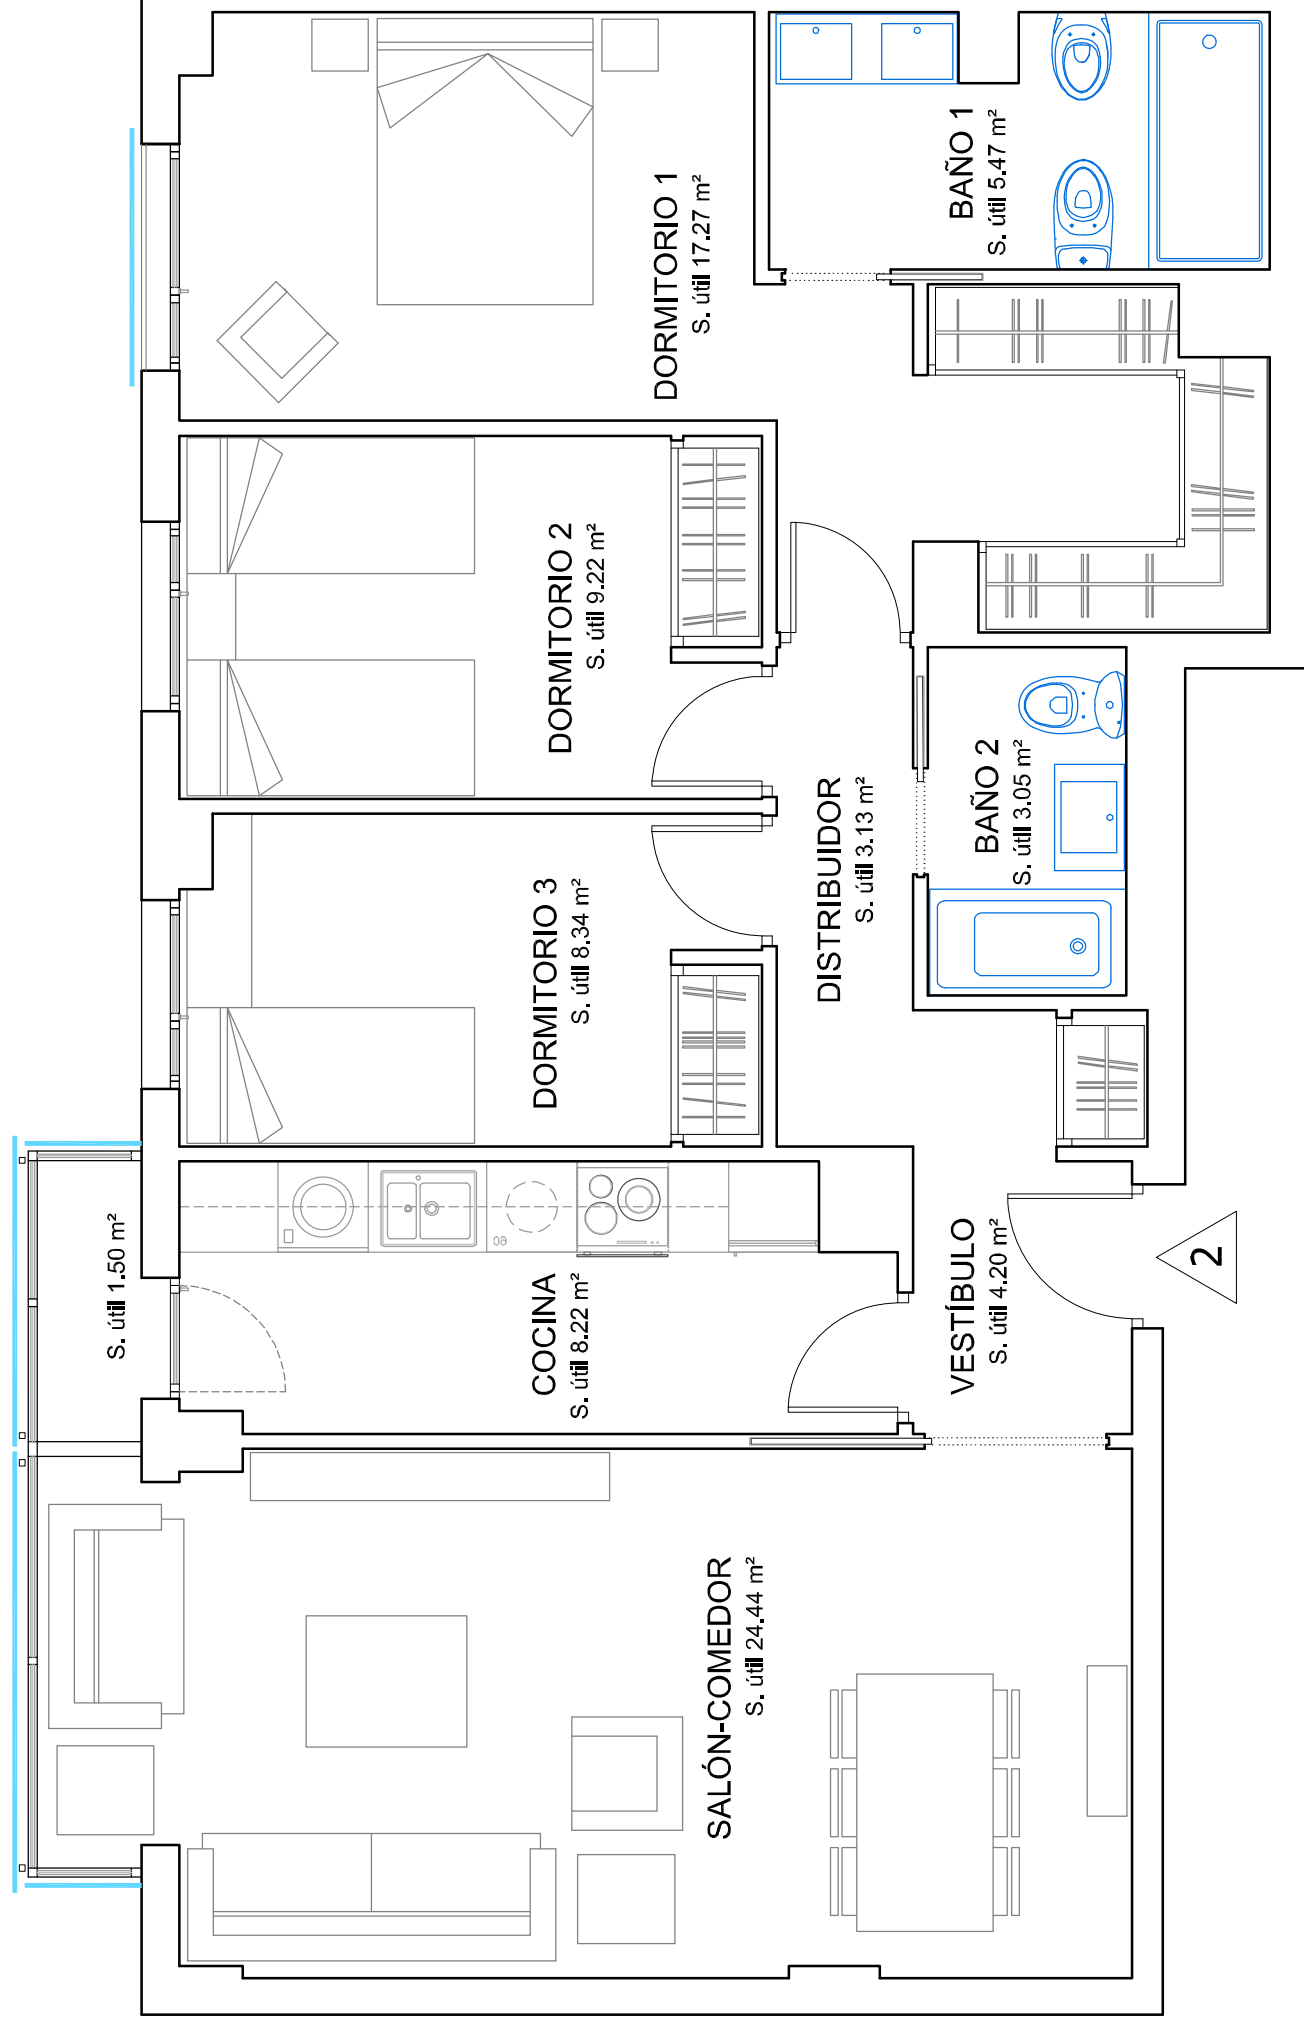 DORMITORIO 1
S. útil 17.27 m²
BAÑO 1
S. útil 5.47 m²
DORMITORIO 2
S. útil 9.22 m²
DORMITORIO 3
S. útil 8.34 m²
DISTRIBUIDOR
S. útil 3.13 m²
BAÑO 2
S. útil 3.05 m²
S. útil 1.50 m²
COCINA
S. útil 8.22 m²
60
VESTÍBULO
S. útil 4.20 m²
2
SALÓN-COMEDOR
S. útil 24.44 m²